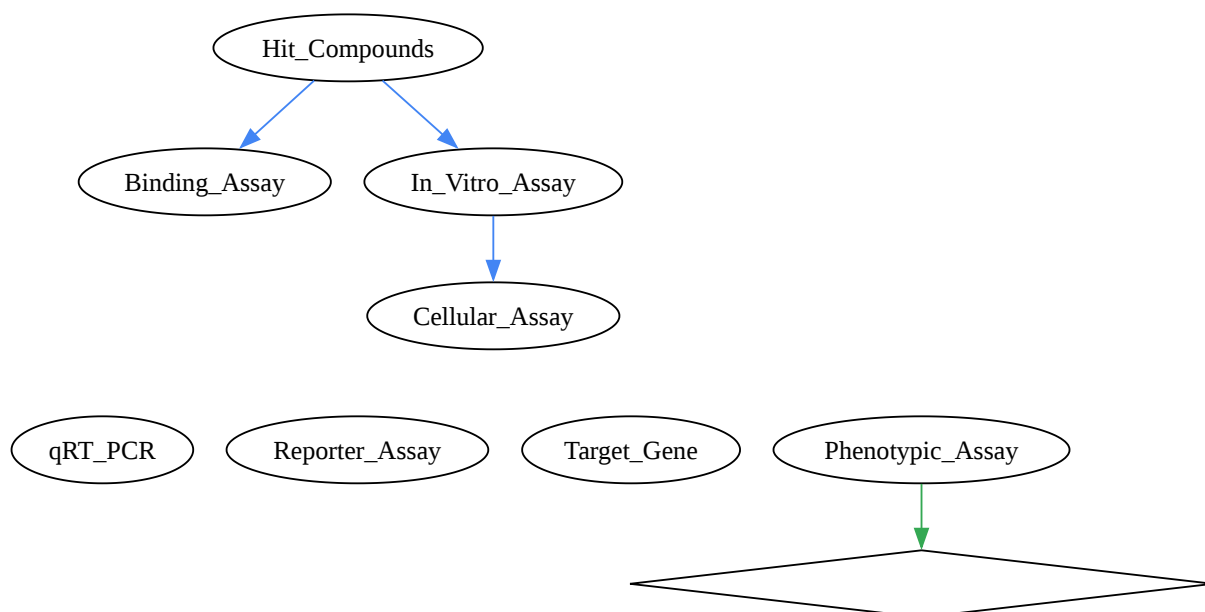 Hit_Compounds
Binding_Assay
In_Vitro_Assay
Cellular_Assay
qRT_PCR
Reporter_Assay
Target_Gene
Phenotypic_Assay